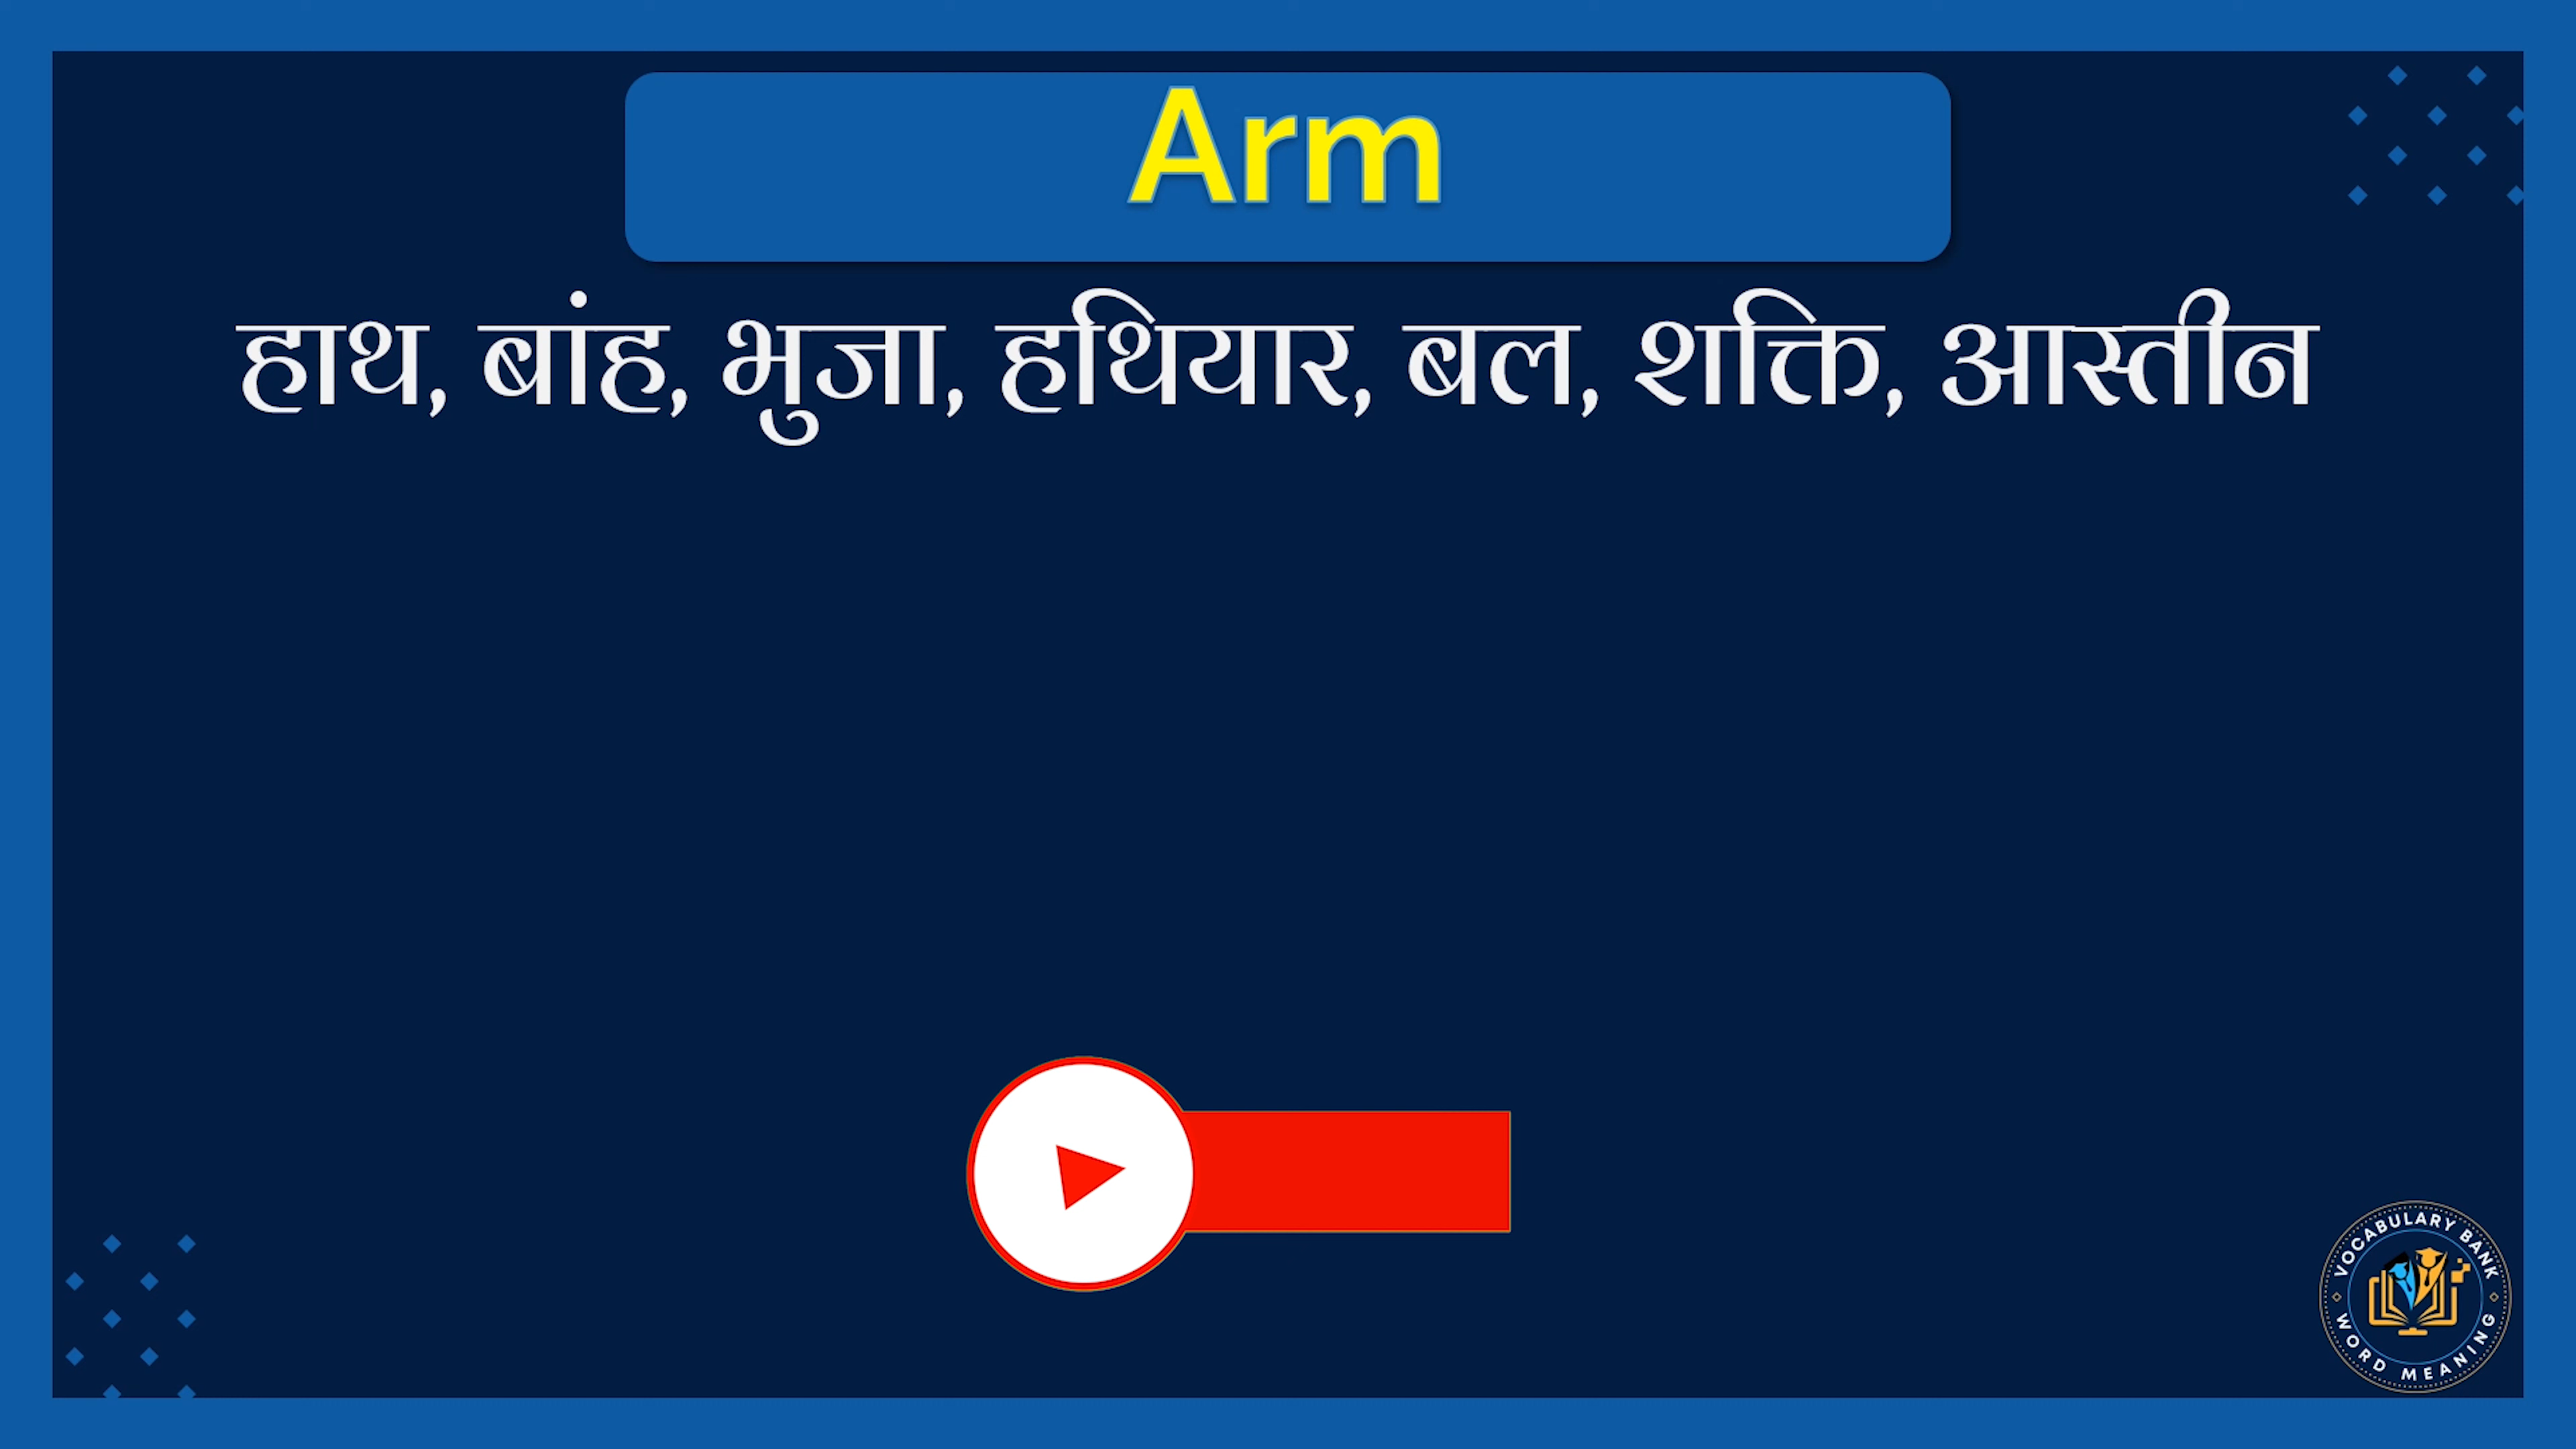 Arm
हाथ, बांह, भुजा, हथियार, बल, शक्ति, आस्तीन
VOCABULARY BANK
WORD MEANING